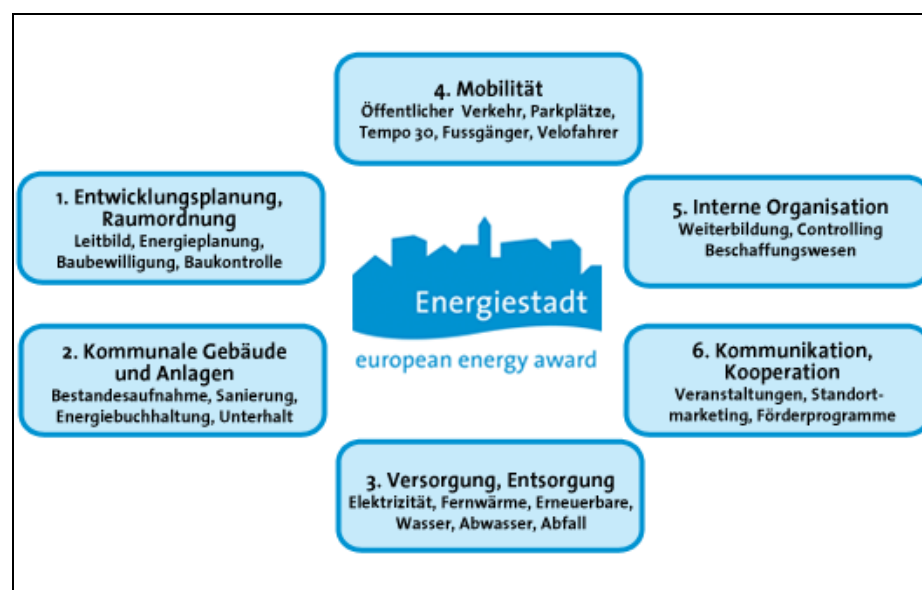 4. Mobilität
Öffentlicher Verkehr, Parkplätze,
Tempo 30, Fussgänger, Velofahrer
1. Entwicklungsplanung,
Raumordnung
Leitbild, Energieplanung,
Baubewilligung, Baukontrolle
5. Interne Organisation
Weiterbildung, Controlling
Beschaffungswesen
Energiestadt
european energy award
2. Kommunale Gebäude
und Anlagen
Bestandesaufnahme, Sanierung,
Energiebuchhaltung, Unterhalt
6. Kommunikation,
Kooperation
Veranstaltungen, Standort-
marketing, Förderprogramme
3. Versorgung, Entsorgung
Elektrizität, Fernwärme, Erneuerbare,
Wasser, Abwasser, Abfall